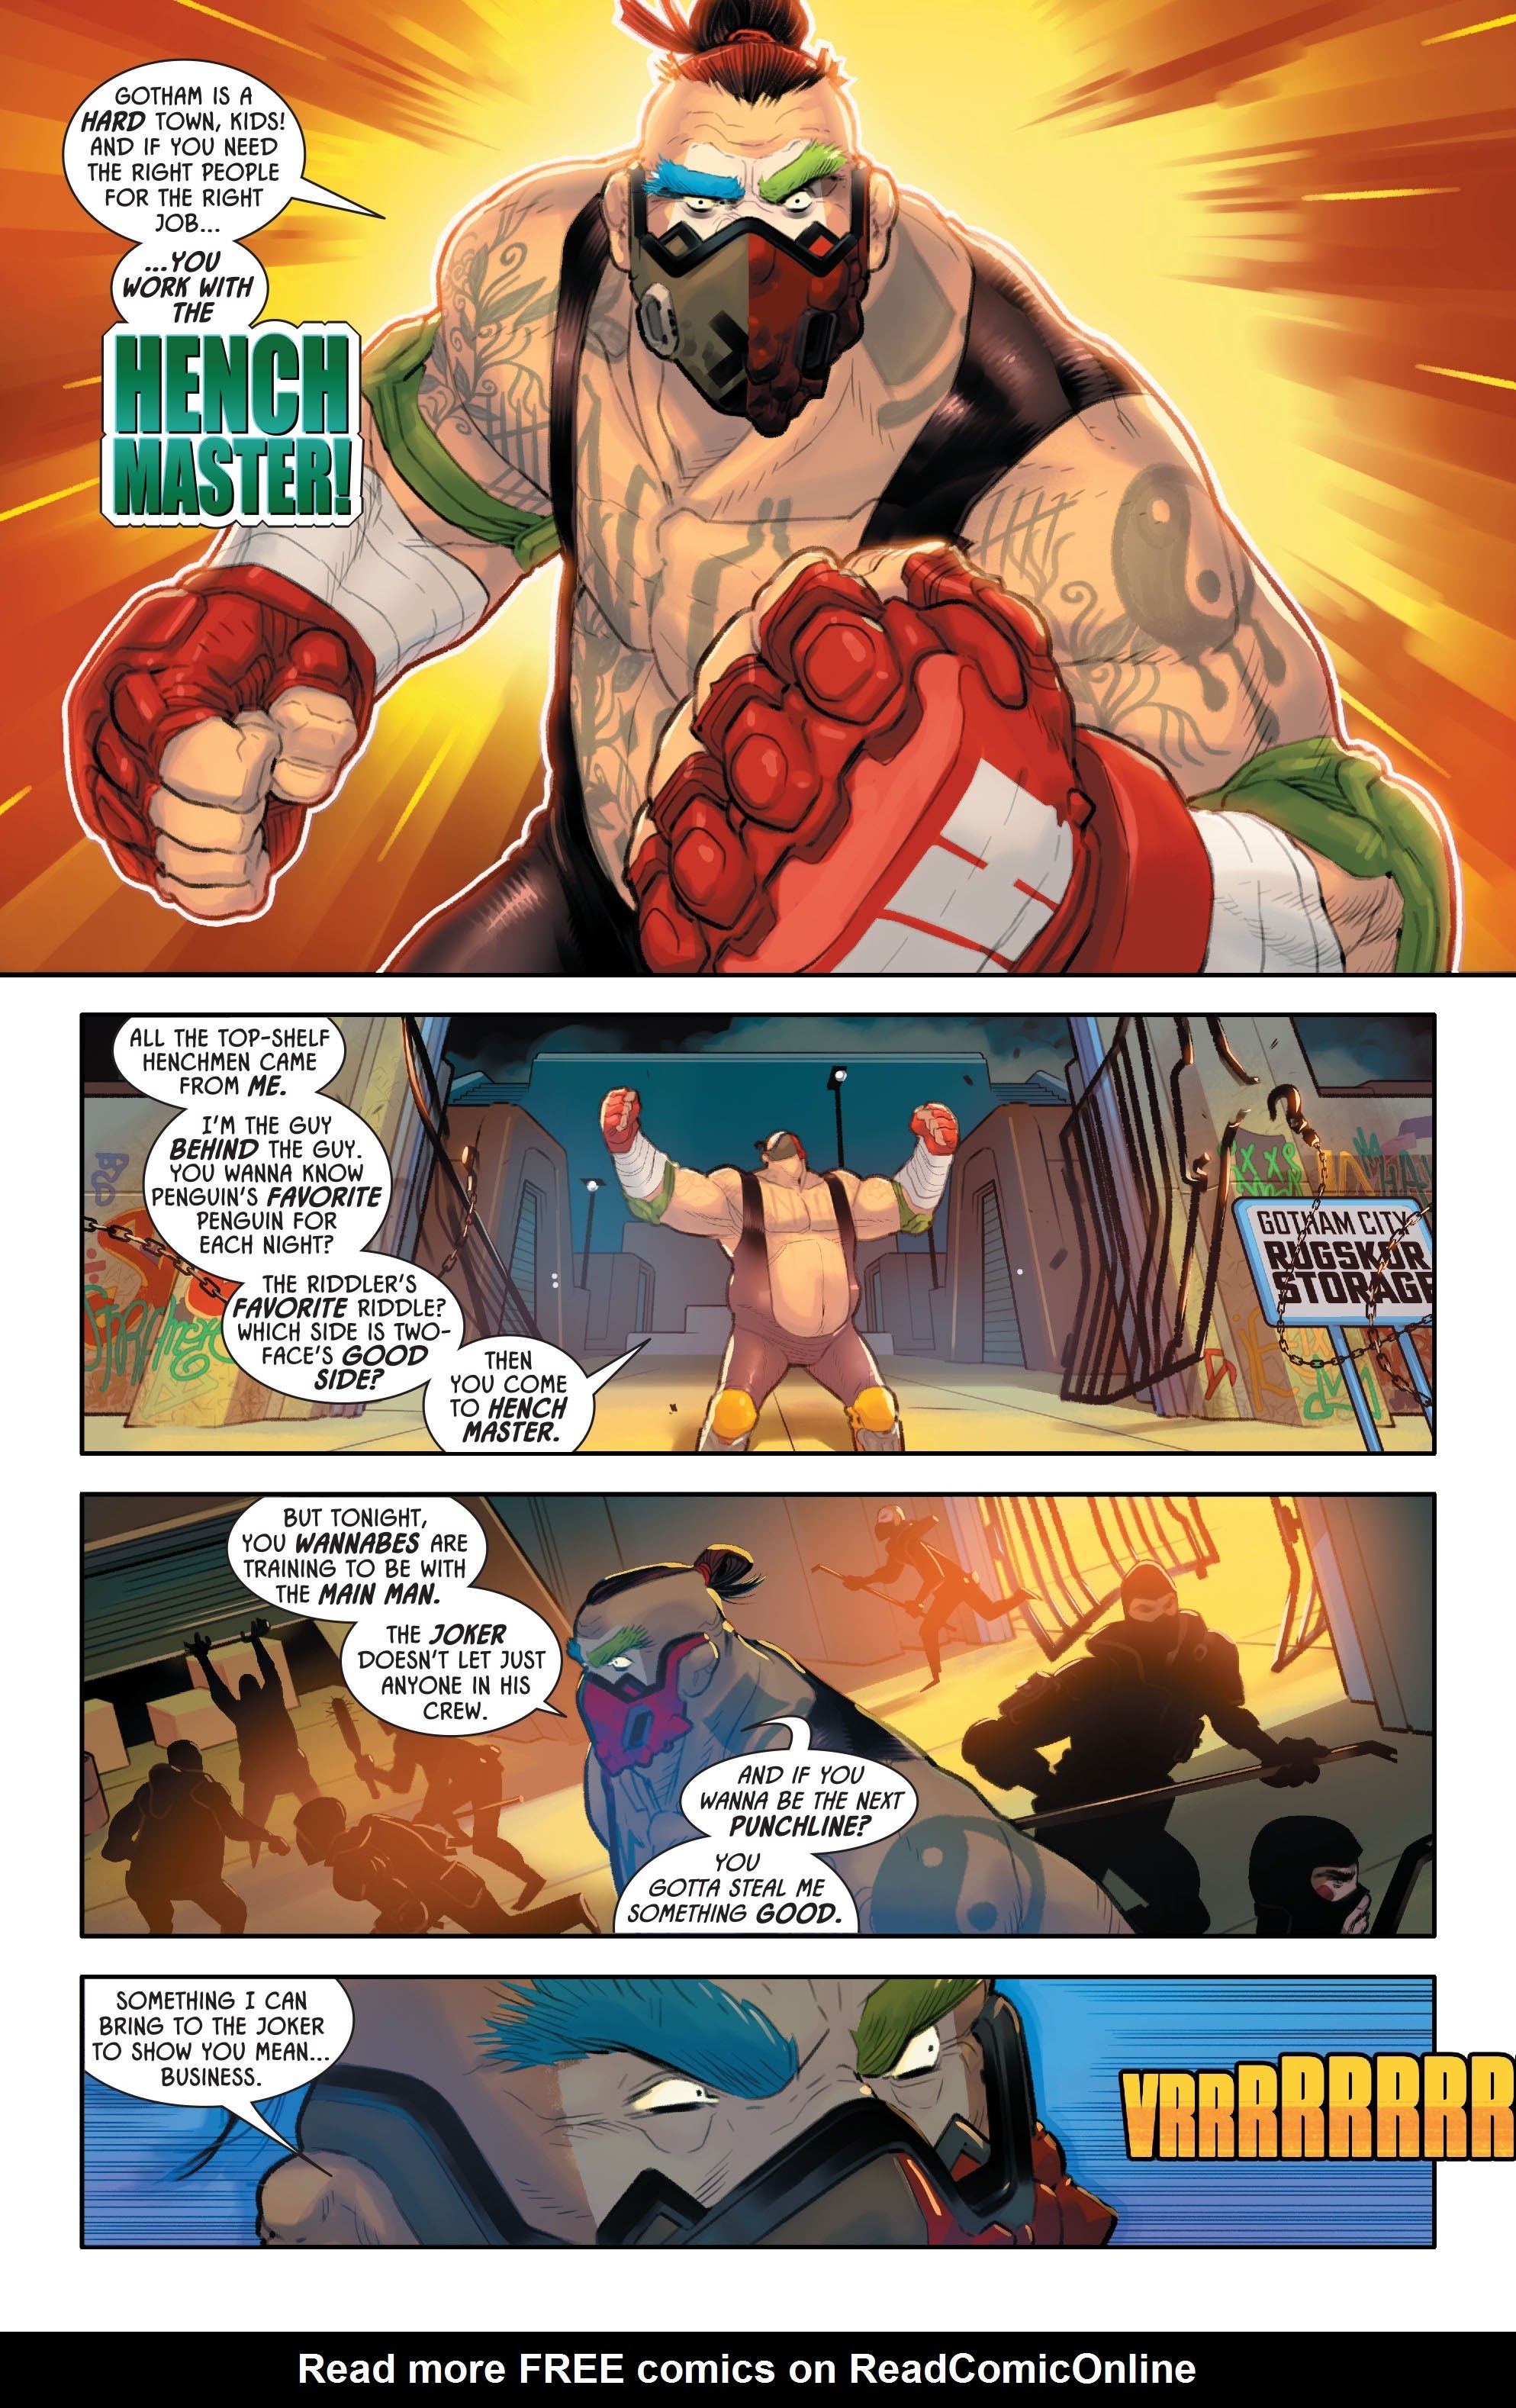 GOTHAM IS A
HARD TOWN, KIDS!
AND IF YOU NEED
THE RIGHT PEOPLE
FOR THE RIGHT
JOB...
...YOU
WORK WITH
THE
HENCH
MASTER!
ALL THE TOP-SHELF
HENCHMEN CAME
FROM ME.
I'M THE GUY
BEHIND THE GUY.
YOU WANNA KNOW
PENGUIN'S FAVORITE
PENGUIN FOR
EACH NIGHT?
THE RIDDLER'S
FAVORITE RIDDLE?
WHICH SIDE IS TWO-
FACE'S GOOD
SIDE?
THEN
YOU COME
TO HENCH
MASTER.
GOTHAM CITY
RUGSKOR
STORAGE
BUT TONIGHT,
YOU WANNABES ARE
TRAINING TO BE WITH
THE MAIN MAN.
THE JOKER
DOESN'T LET JUST
ANYONE IN HIS
CREW.
AND IF YOU
WANNA BE THE NEXT
PUNCHLINE?
YOU
GOTTA STEAL ME
SOMETHING GOOD.
SOMETHING I CAN
BRING TO THE JOKER
TO SHOW YOU MEAN...
BUSINESS.
VRRRRRRRR
Read more FREE comics on ReadComicOnline